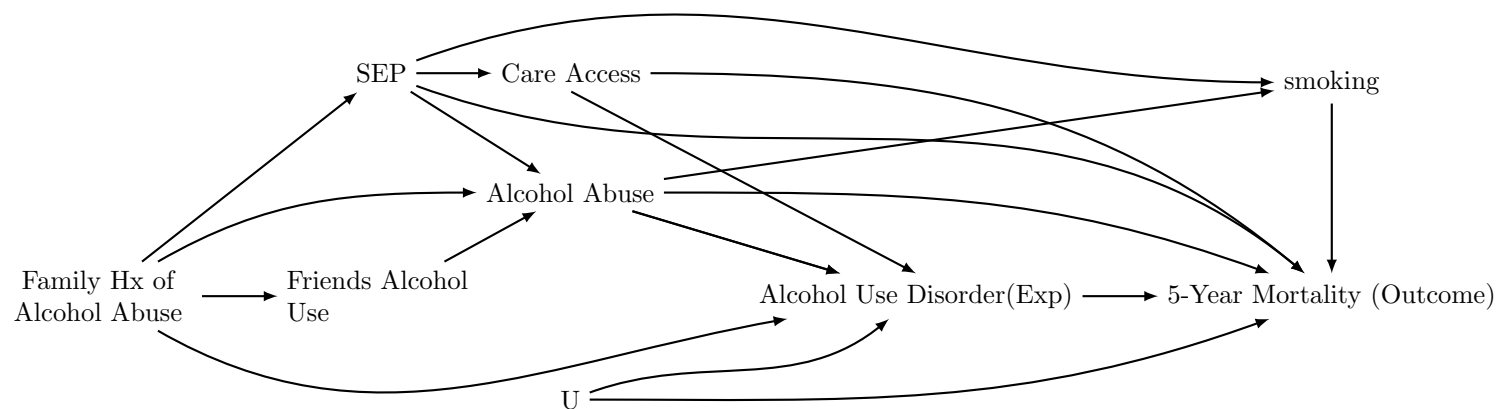 SEP
Care Access
smoking
Alcohol Abuse
Family Hx of
Alcohol Abuse
Friends Alcohol
Use
Alcohol Use Disorder(Exp)
5-Year Mortality (Outcome)
U